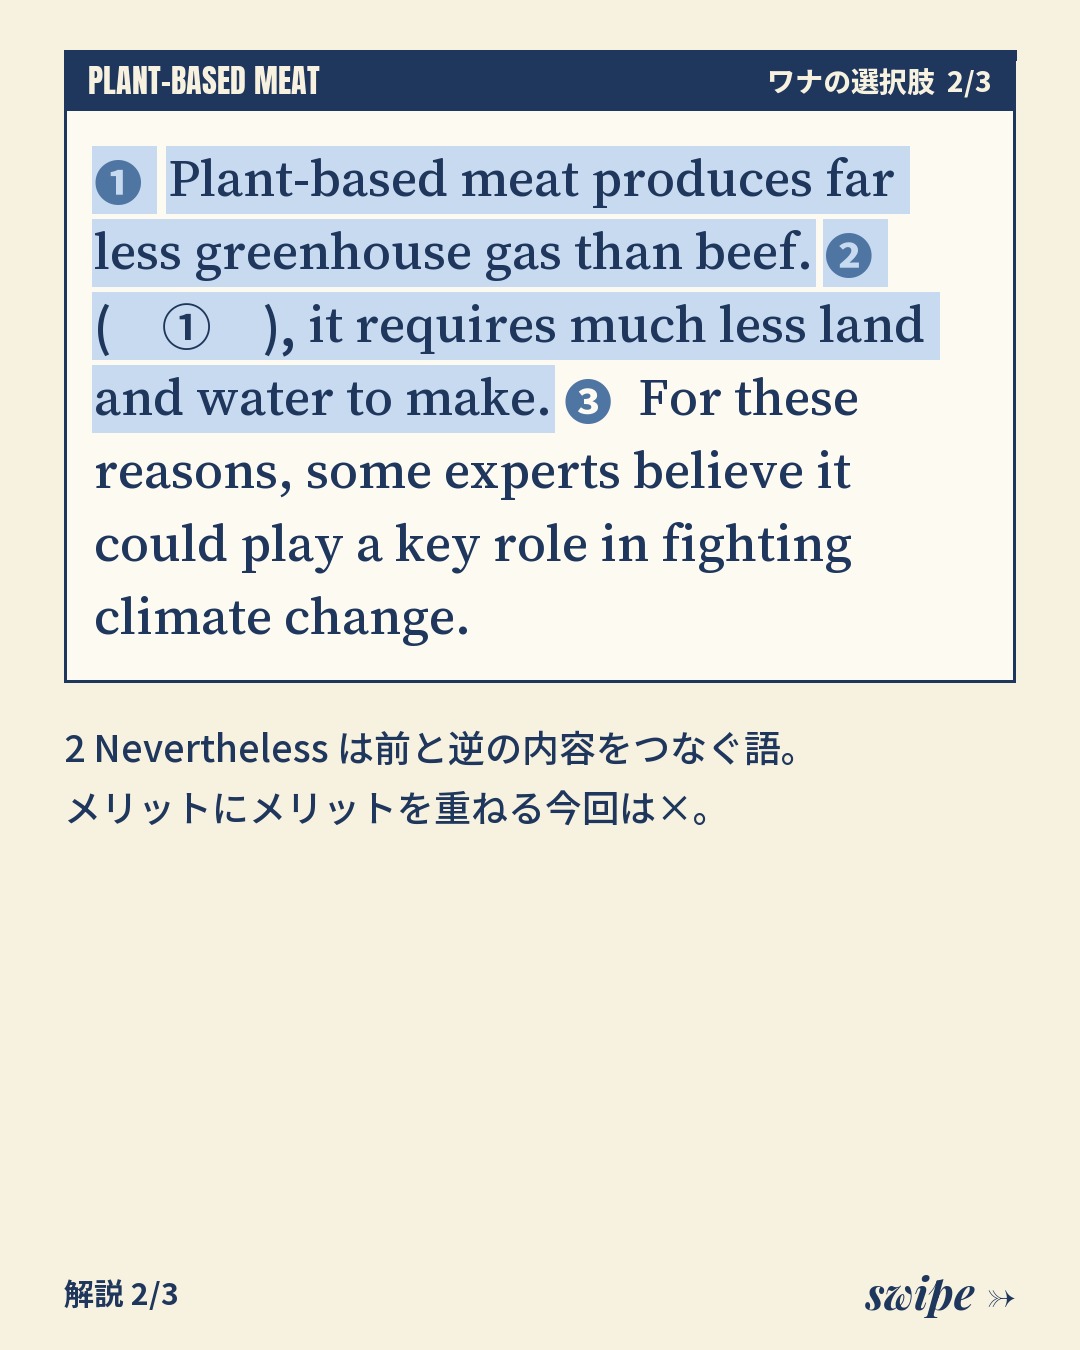 PLANT-BASED MEAT
ワナの選択肢 2/3
❶ Plant-based meat produces far
less greenhouse gas than beef. ❷
( ① ), it requires much less land
and water to make. ❸ For these
reasons, some experts believe it
could play a key role in fighting
climate change.
2 Nevertheless は前と逆の内容をつなぐ語。
メリットにメリットを重ねる今回は×。
解説 2/3
swipe